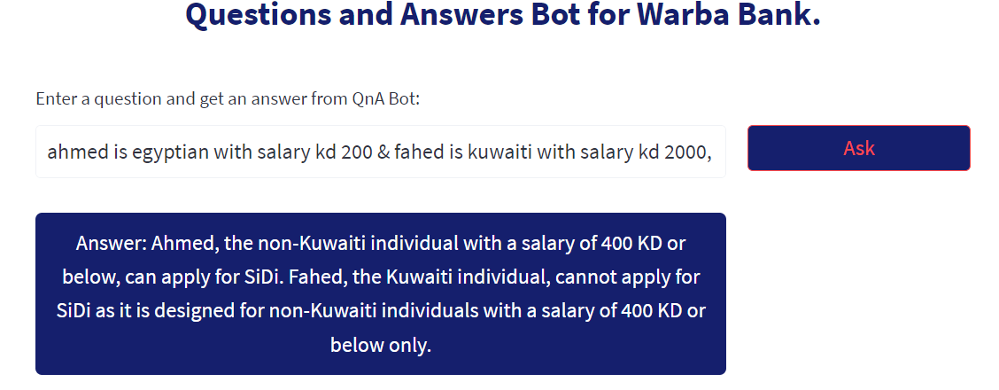 Questions and Answers Bot for Warba Bank.
Enter a question and get an answer from QnA Bot:
ahmed is egyptian with salary kd 200 & fahed is kuwaiti with salary kd 2000,
Ask
Answer: Ahmed, the non-Kuwaiti individual with a salary of 400 KD or
below, can apply for SiDi. Fahed, the Kuwaiti individual, cannot apply for
SiDi as it is designed for non-Kuwaiti individuals with a salary of 400 KD or
below only.